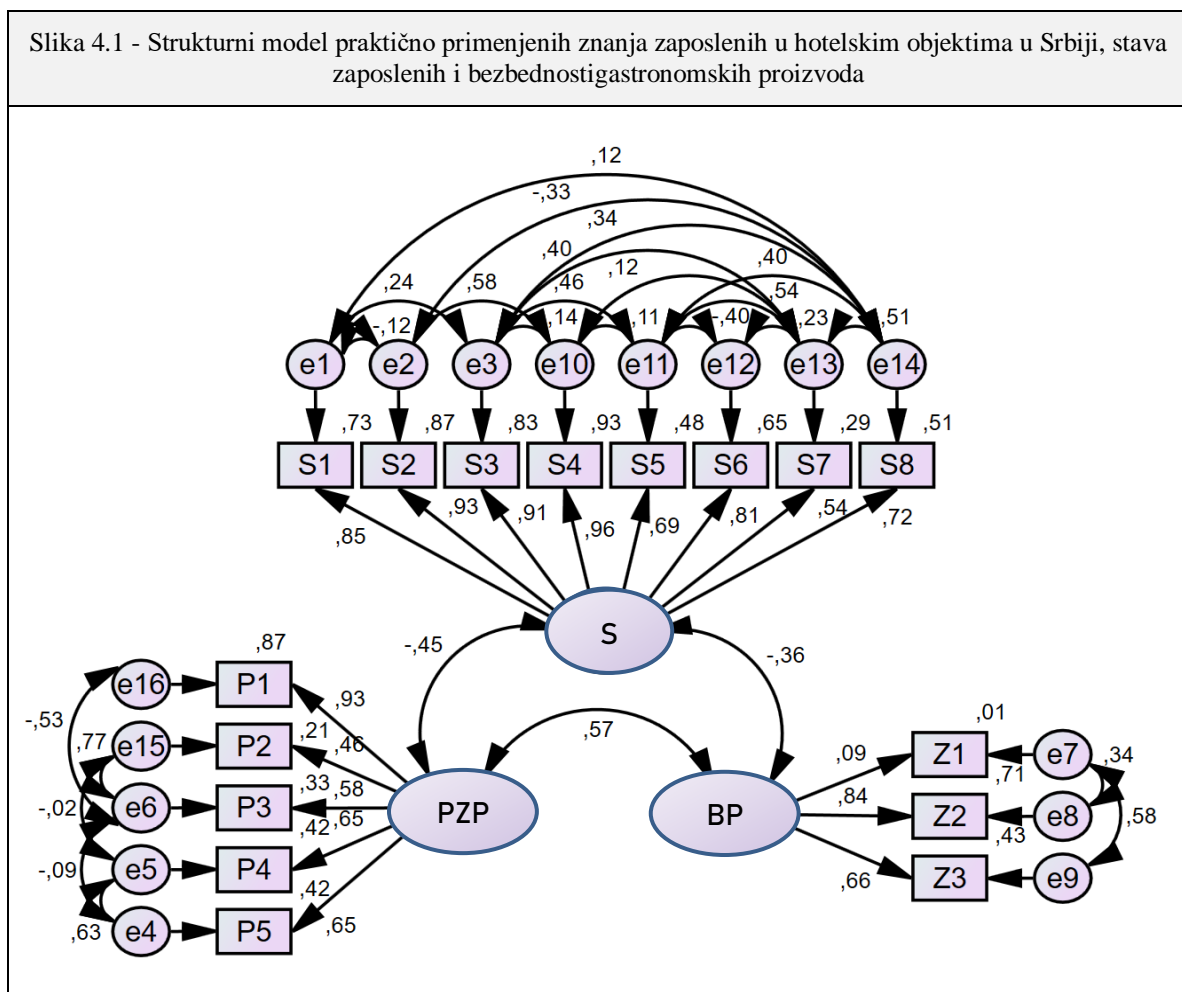 Slika 4.1 - Strukturni model praktično primenjenih znanja zaposlenih u hotelskim objektima u Srbiji, stava
zaposlenih i bezbednostigastronomskih proizvoda
,12
-,33
,34
,40 ,12 ,40
,24 ,58 ,46 ,54
-,12 ,14 ,11 -,40 ,23 ,51
e1 e2 e3 e10 e11 e12 e13 e14
,73 ,87 ,83 ,93 ,48 ,65 ,29 ,51
S1 S2 S3 S4 S5 S6 S7 S8
,85 ,93 ,91 ,96 ,69 ,81 ,54 ,72
S
-,45 -,36
,87
e16 P1 ,93
-,53 ,77 e15 P2 ,21 ,46
,57
,01
,09 Z1 ,71 e7 ,34
-,02 e6 P3 ,33 ,58
,42 ,65
PZP BP
,84 Z2 ,43 e8 ,58
-,09 e5 P4
,42
,66 Z3 e9
,63 e4 P5 ,65